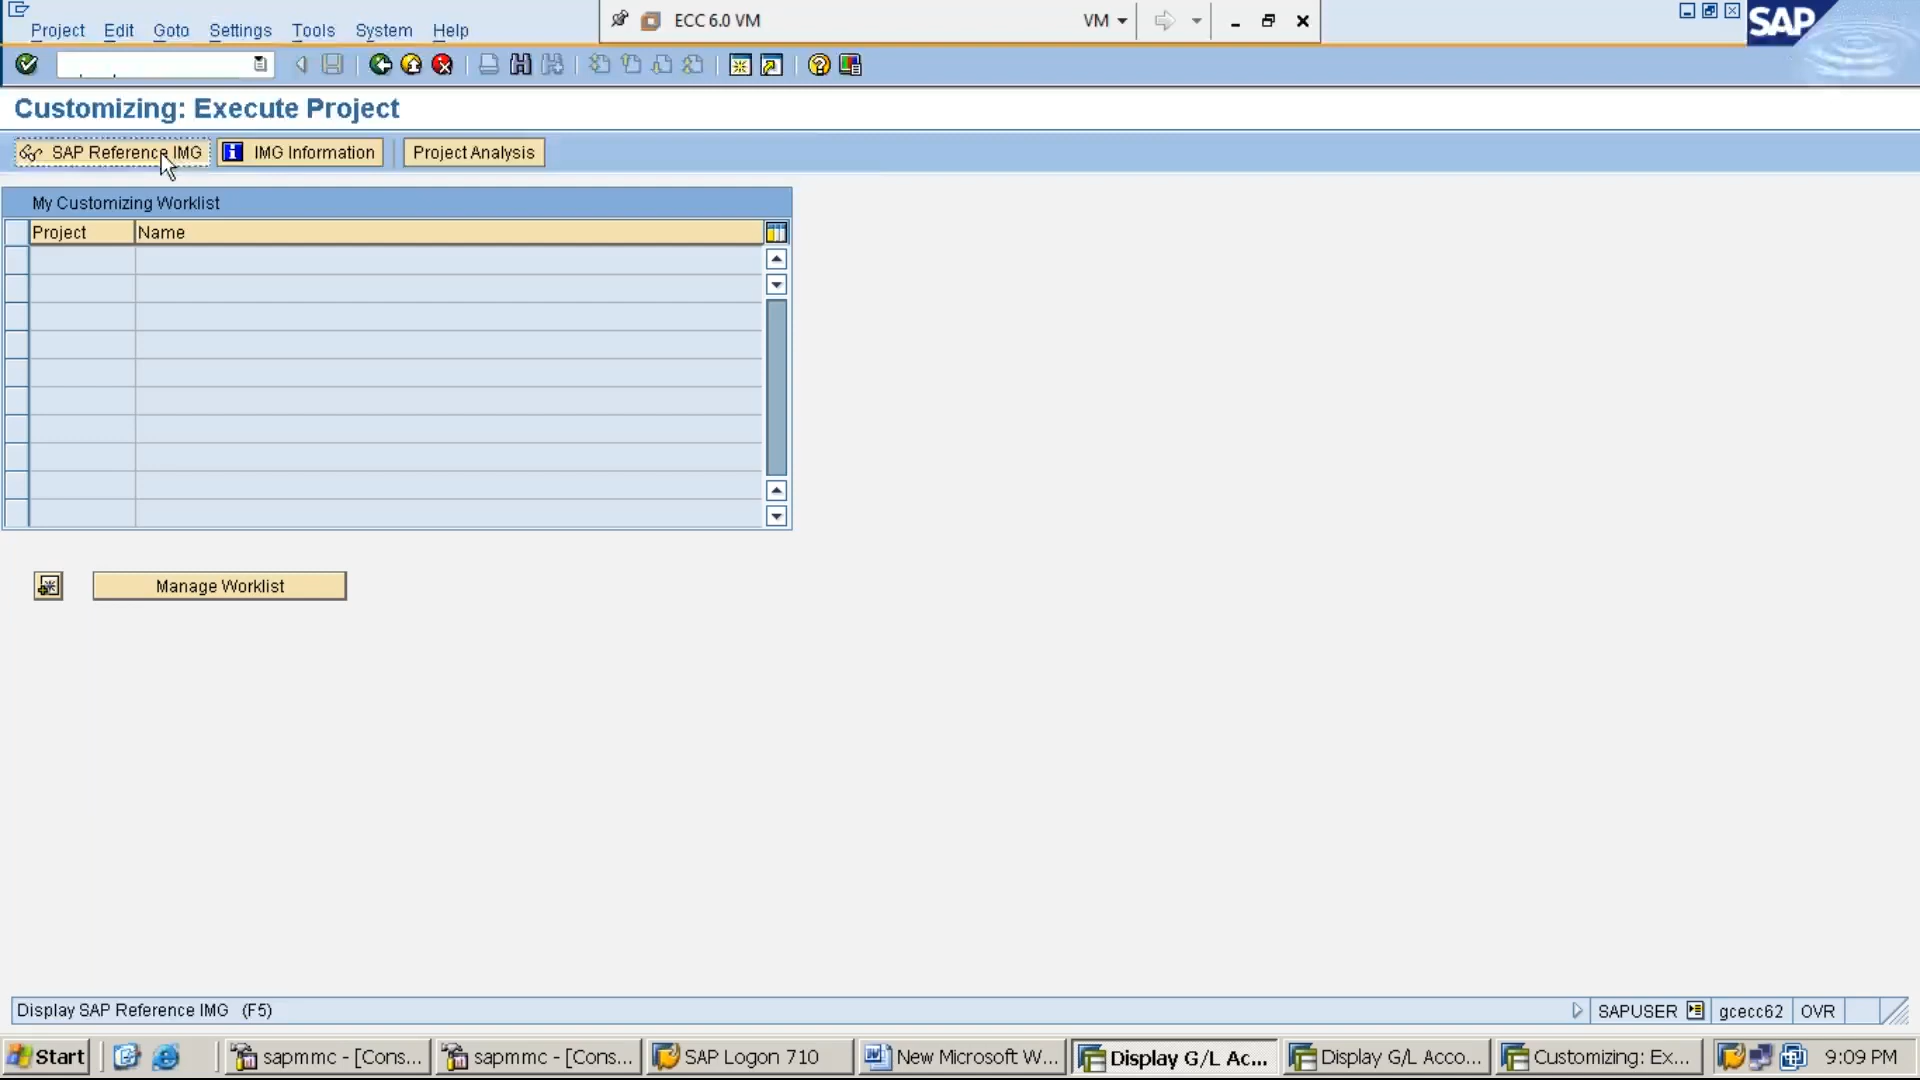 ECC 6.0 VM
VM
SAP
Project Edit Goto Settings Tools System Help
Customizing: Execute Project
SAP Reference IMG IMG Information Project Analysis
My Customizing Worklist
Project Name
Manage Worklist
Display SAP Reference IMG (F5)
SAPUSER gcecc62 OVR
Start sapmmc - [Cons... sapmmc - [Cons... SAP Logon 710 New Microsoft W... Display G/L Ac... Display G/L Acco... Customizing: Ex... 9:09 PM